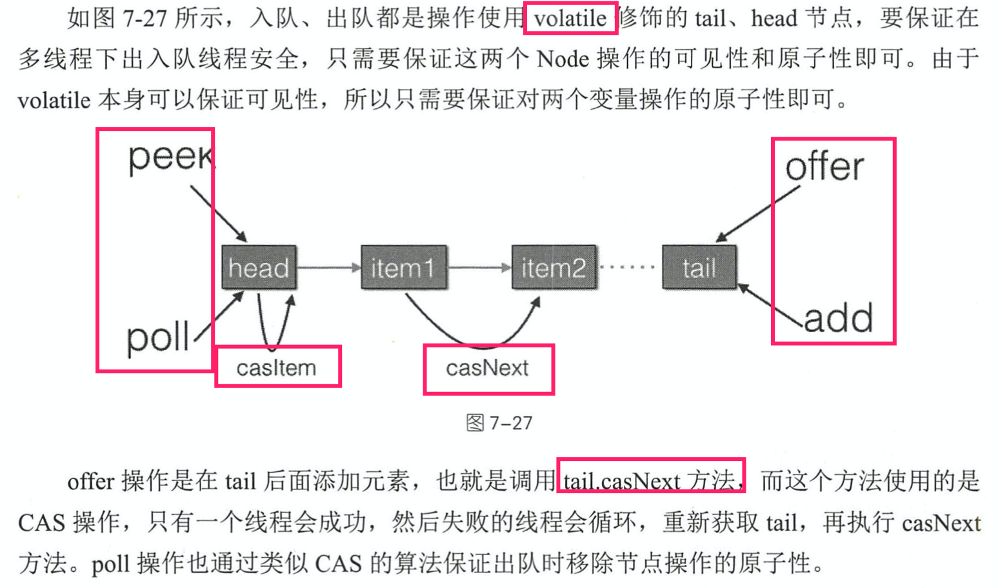 如图 7-27 所示，入队、出队都是操作使用 volatile 修饰的 tail、head 节点，要保证在
多线程下出入队线程安全，只需要保证这两个 Node 操作的可见性和原子性即可。由于
volatile 本身可以保证可见性，所以只需要保证对两个变量操作的原子性即可。
peek
offer
head
item1
item2
tail
poll
add
casItem
casNext
图 7-27
offer 操作是在 tail 后面添加元素，也就是调用 tail.casNext 方法，而这个方法使用的是
CAS 操作，只有一个线程会成功，然后失败的线程会循环，重新获取 tail，再执行 casNext
方法。poll 操作也通过类似 CAS 的算法保证出队时移除节点操作的原子性。